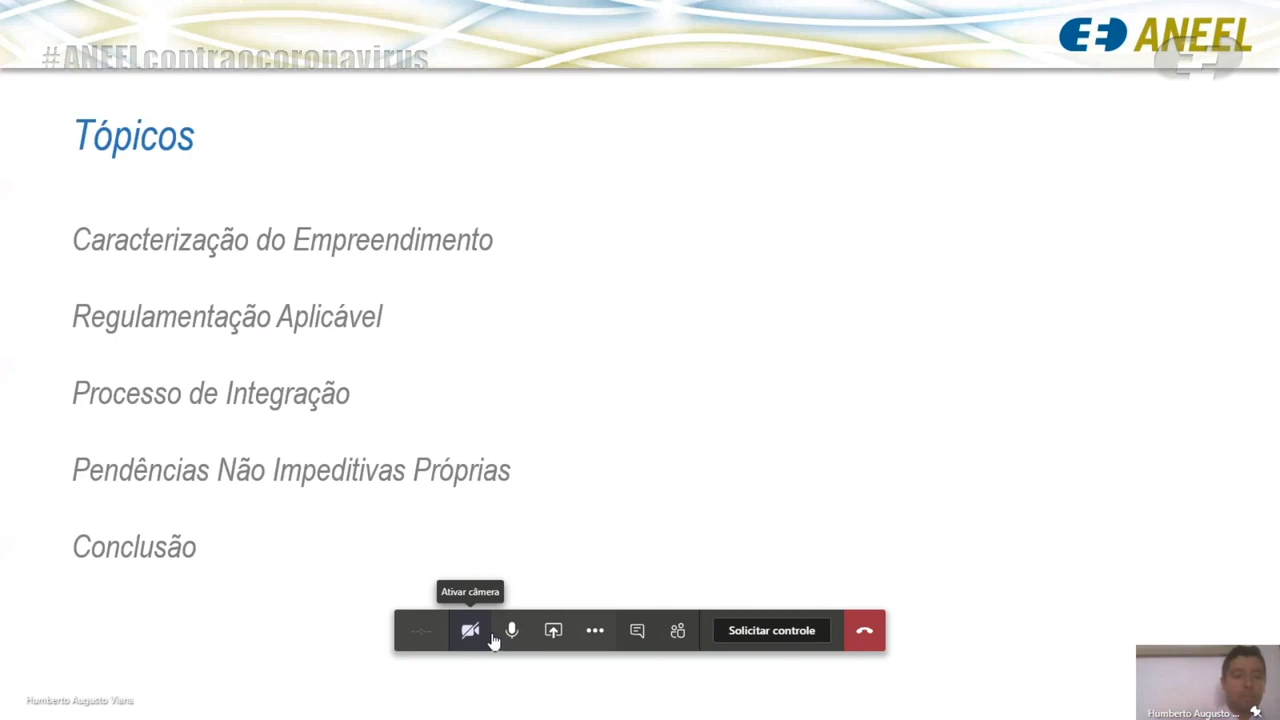 #ANEELcontraocoronavirus
ANEEL
Tópicos
Caracterização do Empreendimento
Regulamentação Aplicável
Processo de Integração
Pendências Não Impeditivas Próprias
Conclusão
Ativar câmera
--:--
Solicitar controle
Humberto Augusto Viana
Humberto Augusto ...